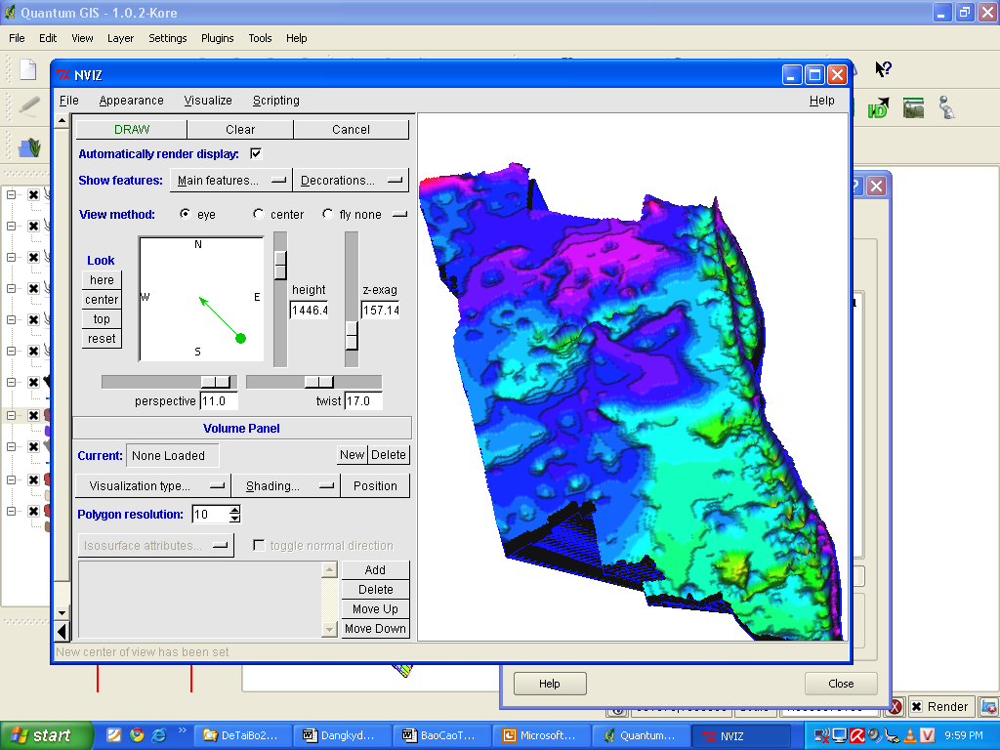 Quantum GIS - 1.0.2-Kore
File Edit View Layer Settings Plugins Tools Help
NVIZ
File Appearance Visualize Scripting Help
DRAW Clear Cancel
Automatically render display:
Show features: Main features... Decorations...
View method: eye center fly none
Look
here
center
top
reset
N
W E
S
height
1446.4
z-exag
157.14
perspective 11.0 twist 17.0
Volume Panel
Current: None Loaded New Delete
Visualization type... Shading... Position
Polygon resolution: 10
Isosurface attributes... toggle normal direction
Add
Delete
Move Up
Move Down
New center of view has been set
Help Close
Render
start DeTaiBo2... Dangkyd... BaoCaoT... Microsoft... Quantum... NVIZ 9:59 PM